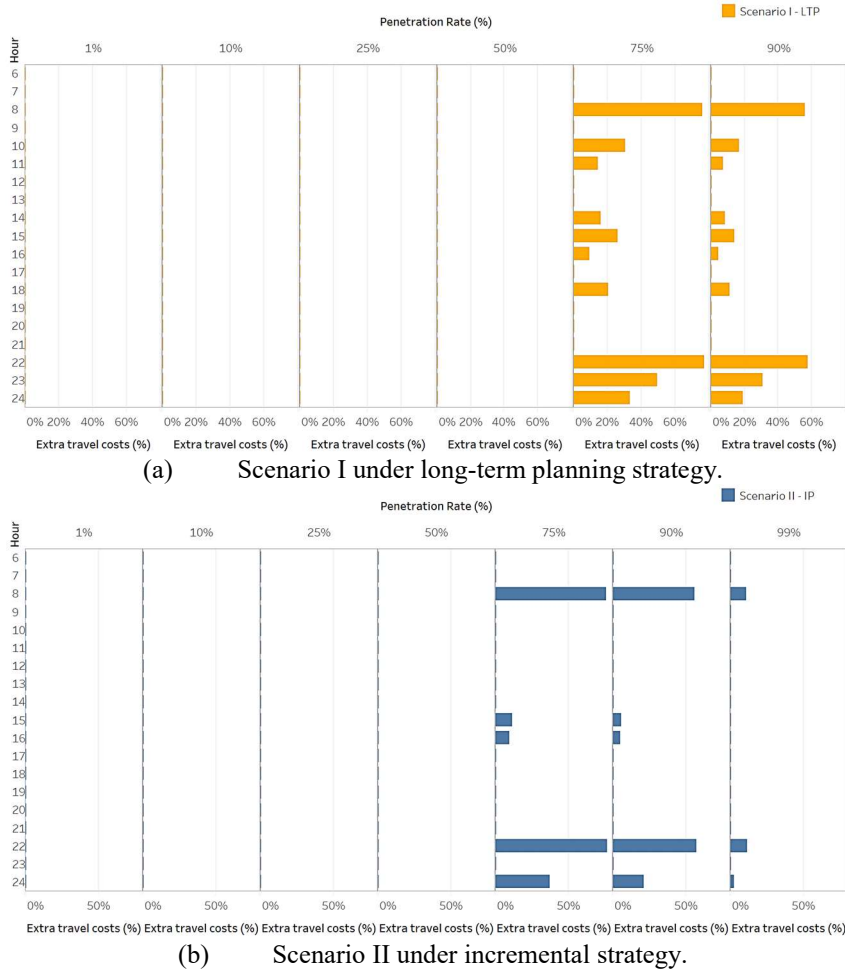 Scenario I - LTP
Penetration Rate (%)
Hour
1% 10% 25% 50% 75% 90%
6
7
8
9
10
11
12
13
14
15
16
17
18
19
20
21
22
23
24
0% 20% 40% 60% 0% 20% 40% 60% 0% 20% 40% 60% 0% 20% 40% 60% 0% 20% 40% 60% 0% 20% 40% 60%
Extra travel costs (%) Extra travel costs (%) Extra travel costs (%) Extra travel costs (%) Extra travel costs (%) Extra travel costs (%)
(a) Scenario I under long-term planning strategy.
Scenario II - IP
Penetration Rate (%)
Hour
1% 10% 25% 50% 75% 90% 99%
6
7
8
9
10
11
12
13
14
15
16
17
18
19
20
21
22
23
24
0% 50% 0% 50% 0% 50% 0% 50% 0% 50% 0% 50% 0% 50%
Extra travel costs (%) Extra travel costs (%) Extra travel costs (%) Extra travel costs (%) Extra travel costs (%) Extra travel costs (%) Extra travel costs (%)
(b) Scenario II under incremental strategy.